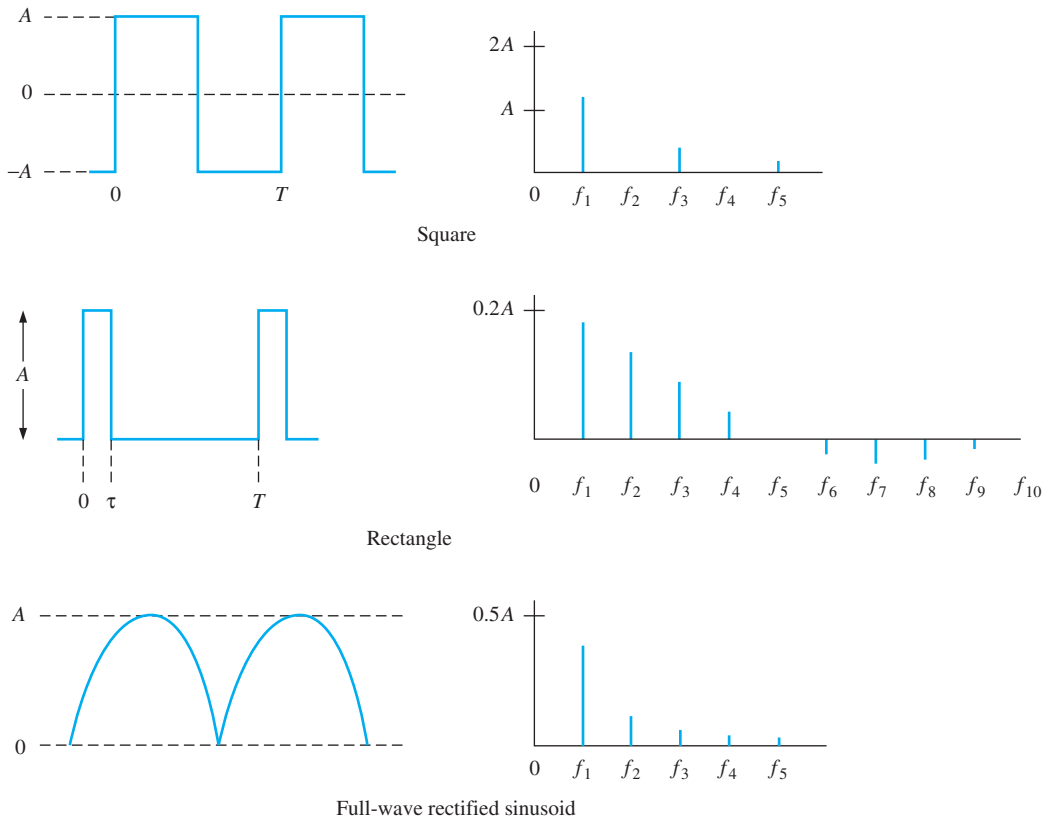 A
0
−A
0 T
2A
A
0 f1 f2 f3 f4 f5
Square
A
0 τ T
0.2A
0 f1 f2 f3 f4 f5 f6 f7 f8 f9 f10
Rectangle
A
0
0.5A
0 f1 f2 f3 f4 f5
Full-wave rectified sinusoid